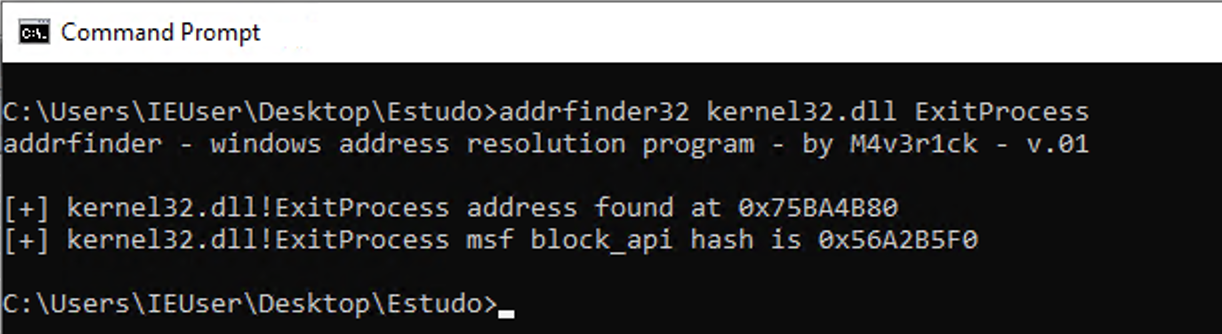 Command Prompt
C:\Users\IEUser\Desktop\Estudo>addrfinder32 kernel32.dll ExitProcess
addrfinder - windows address resolution program - by M4v3r1ck - v.01
[+] kernel32.dll!ExitProcess address found at 0x75BA4B80
[+] kernel32.dll!ExitProcess msf block_api hash is 0x56A2B5F0
C:\Users\IEUser\Desktop\Estudo>